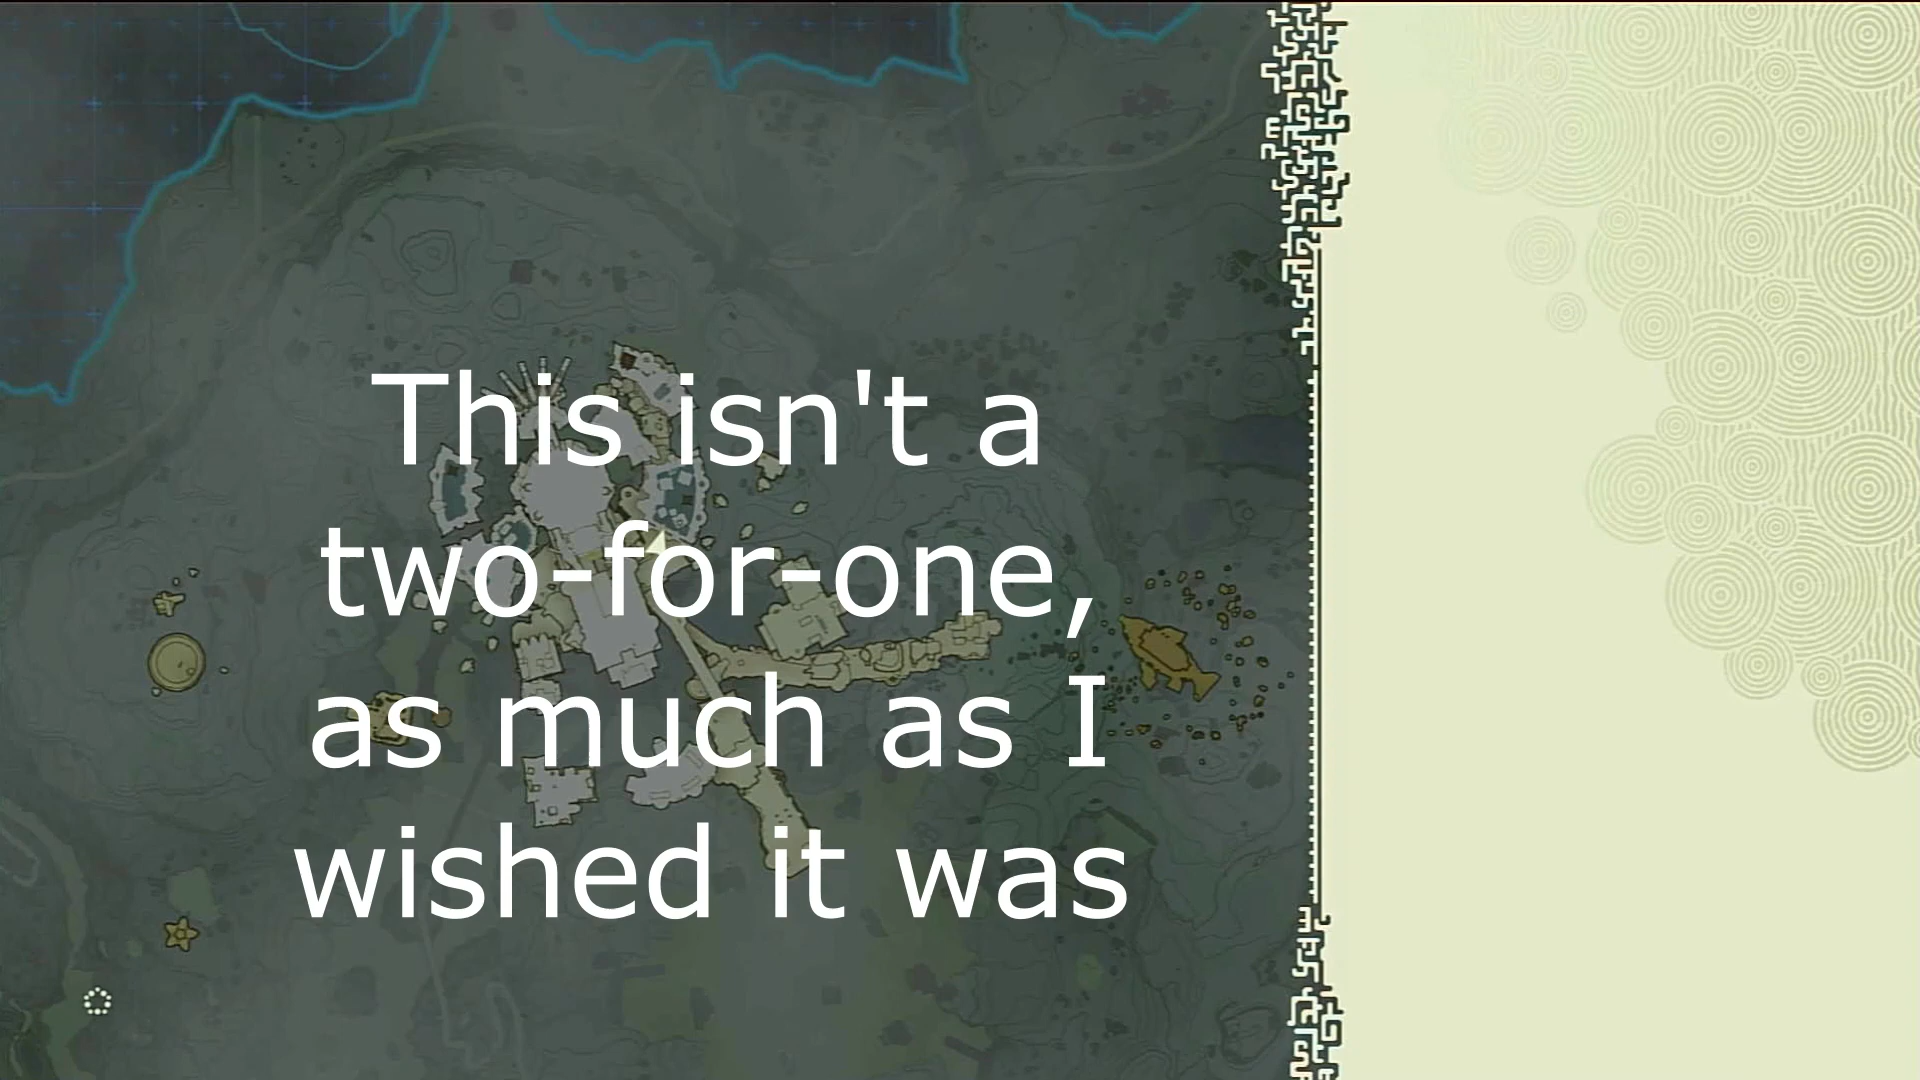 This isn't a
two-for-one,
as much as I
wished it was